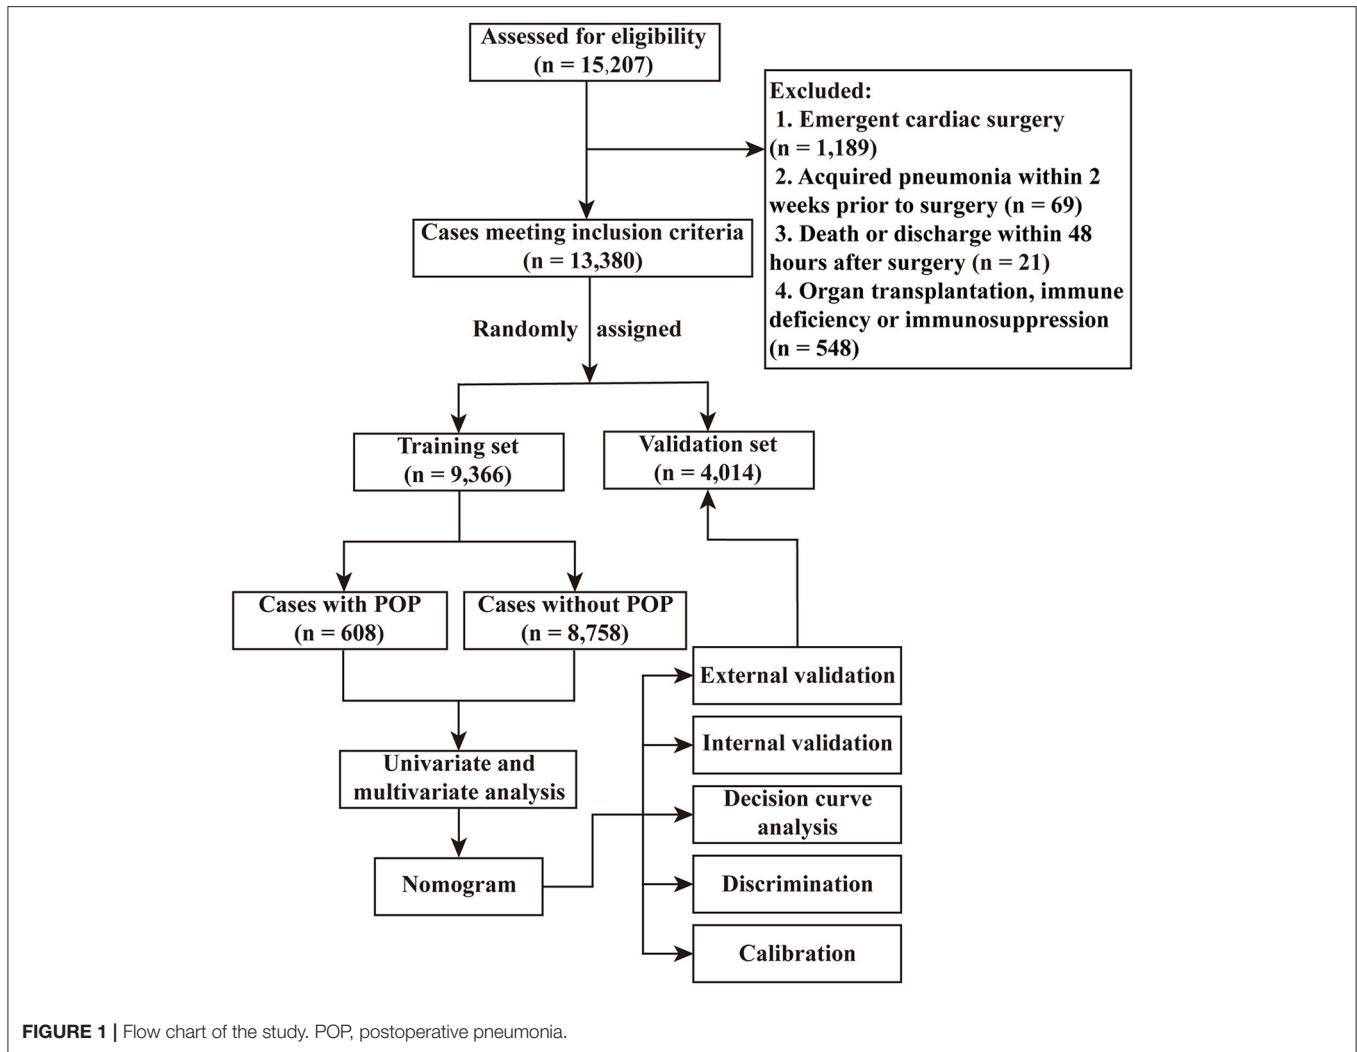 Assessed for eligibility
(n = 15,207)
Excluded:
1. Emergent cardiac surgery
(n = 1,189)
2. Acquired pneumonia within 2
weeks prior to surgery (n = 69)
3. Death or discharge within 48
hours after surgery (n = 21)
4. Organ transplantation, immune
deficiency or immunosuppression
(n = 548)
Cases meeting inclusion criteria
(n = 13,380)
Randomly assigned
Training set
(n = 9,366)
Validation set
(n = 4,014)
Cases with POP
(n = 608)
Cases without POP
(n = 8,758)
Univariate and
multivariate analysis
Nomogram
External validation
Internal validation
Decision curve
analysis
Discrimination
Calibration
FIGURE 1 | Flow chart of the study. POP, postoperative pneumonia.